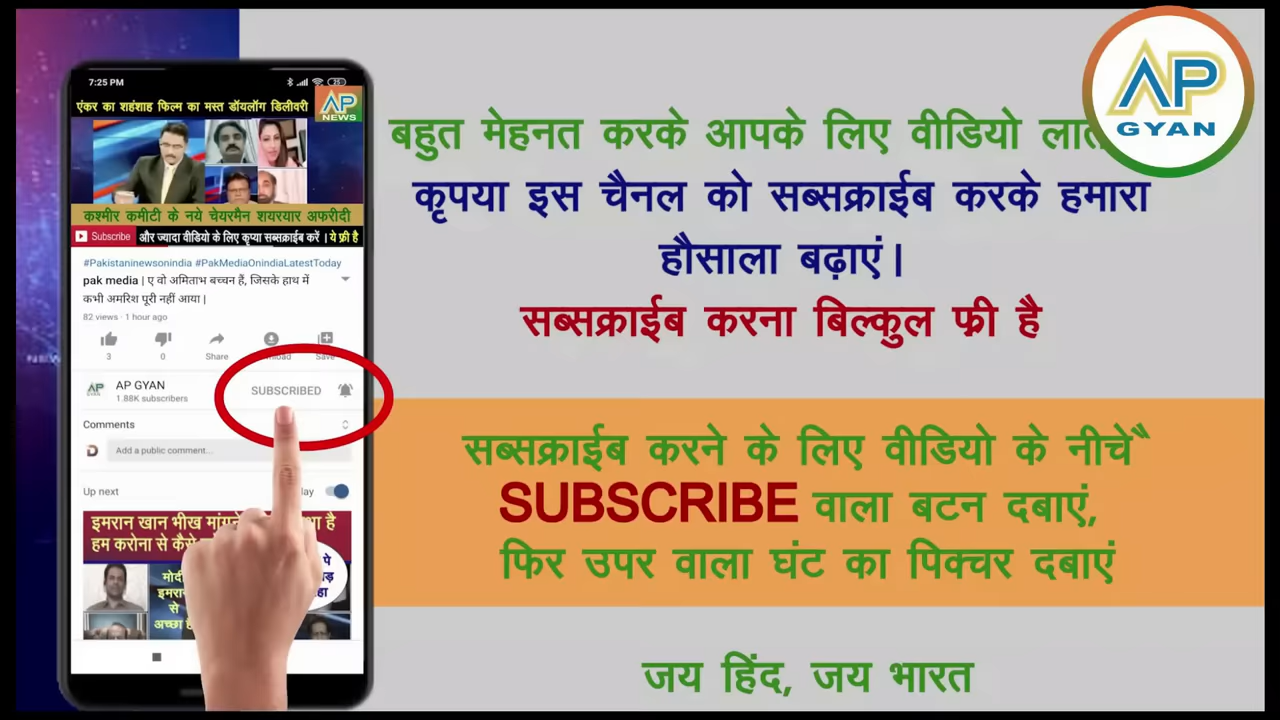 7:25 PM
एंकर का शहंशाह फिल्म का मस्त डॉयलॉग डिलीवरी
AP
NEWS
कश्मीर कमीटी के नये चेयरमैन शयरयार अफरीदी
Subscribe और ज्यादा वीडियो के लिए कृप्या सब्सक्राईब करें | ये फ्री है
#Pakistaninewsonindia #PakMediaOnindiaLatestToday
pak media | ए वो अमिताभ बच्चन हैं, जिसके हाथ में
कभी अमरिश पूरी नहीं आया |
82 views · 1 hour ago
3 0 Share Save
AP GYAN
1.88K subscribers
SUBSCRIBED
Comments
Add a public comment...
Up next
इमरान खान भीख मांगने है
हम करोना से कैसे
मोदी
इमरा
से
अच्छा
AP
GYAN
बहुत मेहनत करके आपके लिए वीडियो
कृपया इस चैनल को सब्सक्राईब करके हमारा
हौसाला बढ़ाएं।
सब्सक्राईब करना बिल्कुल फ्री है
सब्सक्राईब करने के लिए वीडियो के नीचेै
SUBSCRIBE वाला बटन दबाएं,
फिर उपर वाला घंट का पिक्चर दबाएं
जय हिंद, जय भारत